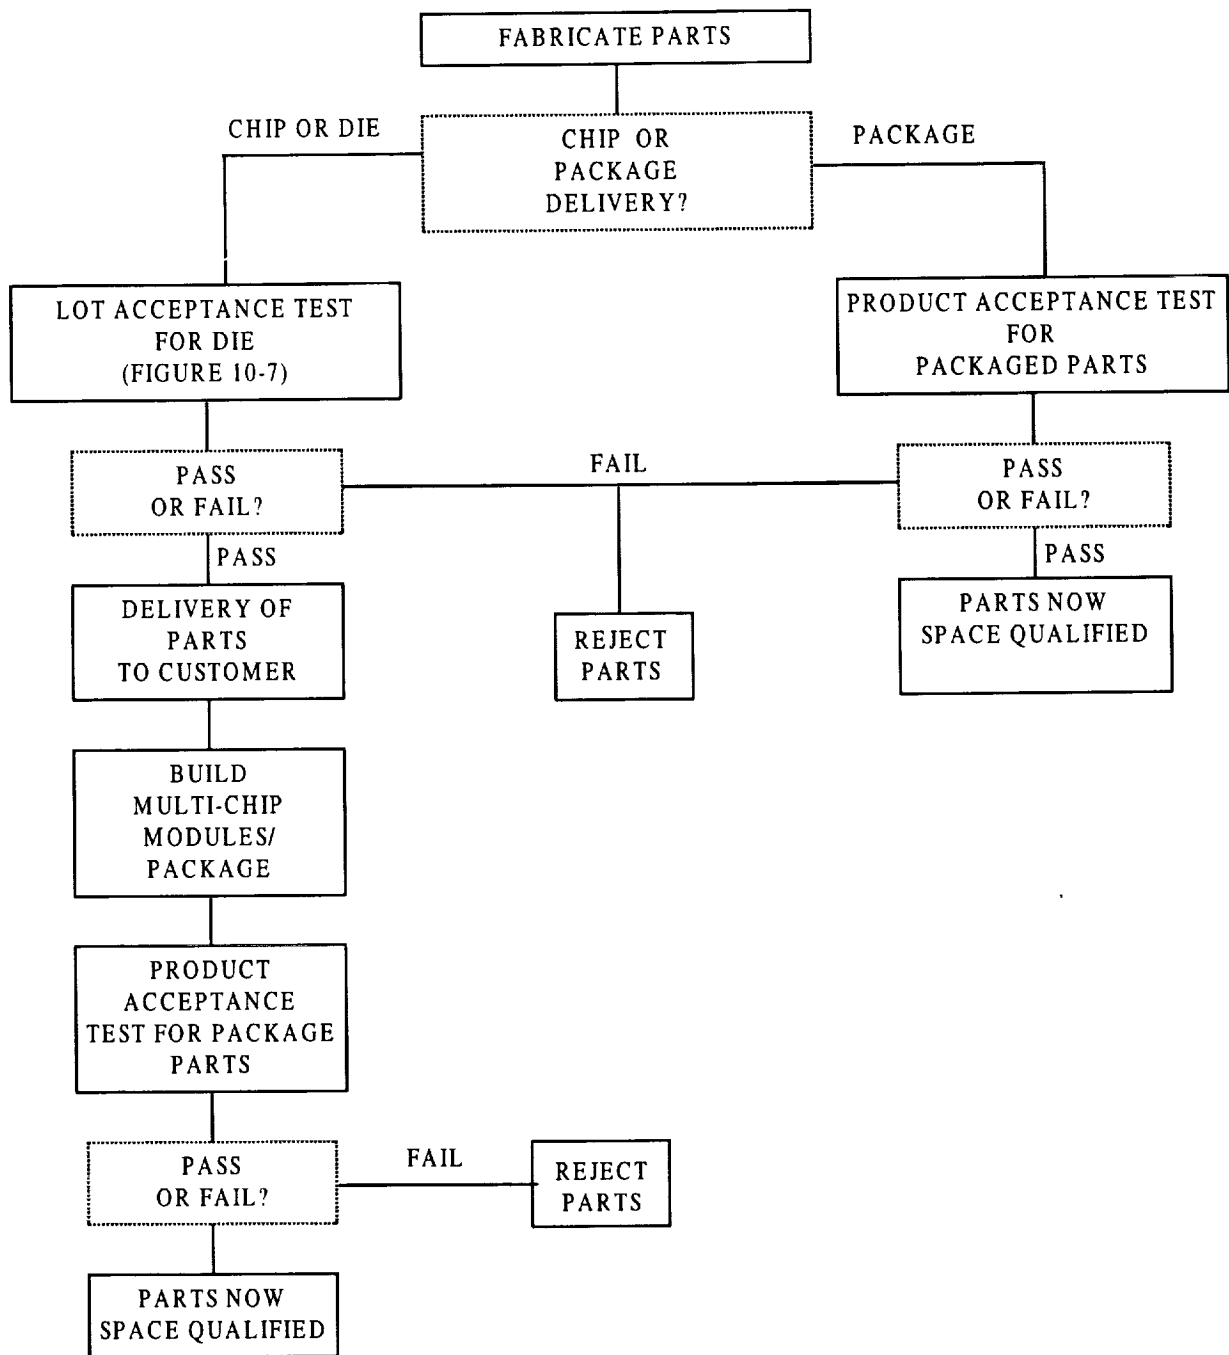 FABRICATE PARTS
CHIP OR DIE
CHIP OR
PACKAGE
DELIVERY?
PACKAGE
LOT ACCEPTANCE TEST
FOR DIE
(FIGURE 10-7)
PRODUCT ACCEPTANCE TEST
FOR
PACKAGED PARTS
PASS
OR FAIL?
FAIL
PASS
OR FAIL?
PASS
PASS
DELIVERY OF
PARTS
TO CUSTOMER
REJECT
PARTS
PARTS NOW
SPACE QUALIFIED
BUILD
MULTI-CHIP
MODULES/
PACKAGE
PRODUCT
ACCEPTANCE
TEST FOR PACKAGE
PARTS
PASS
OR FAIL?
FAIL
REJECT
PARTS
PARTS NOW
SPACE QUALIFIED